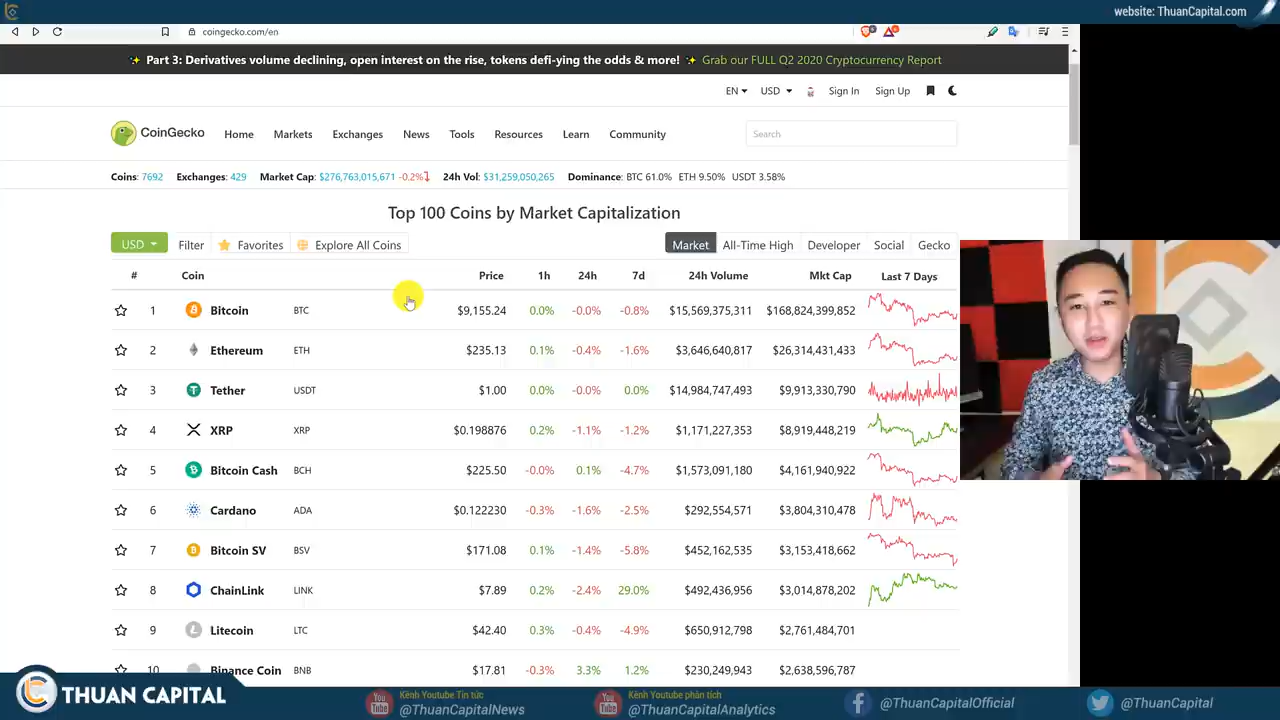 website: ThuanCapital.com
coingecko.com/en
Part 3: Derivatives volume declining, open interest on the rise, tokens defi-ying the odds & more! Grab our FULL Q2 2020 Cryptocurrency Report
EN USD Sign In Sign Up
CoinGecko Home Markets Exchanges News Tools Resources Learn Community Search
Coins: 7692 Exchanges: 429 Market Cap: $276,763,015,671 -0.2% 24h Vol: $31,259,050,265 Dominance: BTC 61.0% ETH 9.50% USDT 3.58%
Top 100 Coins by Market Capitalization
USD Filter Favorites Explore All Coins Market All-Time High Developer Social Gecko
# Coin Price 1h 24h 7d 24h Volume Mkt Cap Last 7 Days
1 Bitcoin BTC $9,155.24 0.0% -0.0% -0.8% $15,569,375,311 $168,824,399,852
2 Ethereum ETH $235.13 0.1% -0.4% -1.6% $3,646,640,817 $26,314,431,433
3 Tether USDT $1.00 0.0% -0.0% 0.0% $14,984,747,493 $9,913,330,790
4 XRP XRP $0.198876 0.2% -1.1% -1.2% $1,171,227,353 $8,919,448,219
5 Bitcoin Cash BCH $225.50 -0.0% 0.1% -4.7% $1,573,091,180 $4,161,940,922
6 Cardano ADA $0.122230 -0.3% -1.6% -2.5% $292,554,571 $3,804,310,478
7 Bitcoin SV BSV $171.08 0.1% -1.4% -5.8% $452,162,535 $3,153,418,662
8 ChainLink LINK $7.89 0.2% -2.4% 29.0% $492,436,956 $3,014,878,202
9 Litecoin LTC $42.40 0.3% -0.4% -4.9% $650,912,798 $2,761,484,701
10 Binance Coin BNB $17.81 -0.3% 3.3% 1.2% $230,249,943 $2,638,596,787
THUAN CAPITAL
You Tube Kênh Youtube Tin tức:
@ThuanCapitalNews
You Tube Kênh Youtube phân tích
@ThuanCapitalAnalytics
@ThuanCapitalOfficial
@ThuanCapital